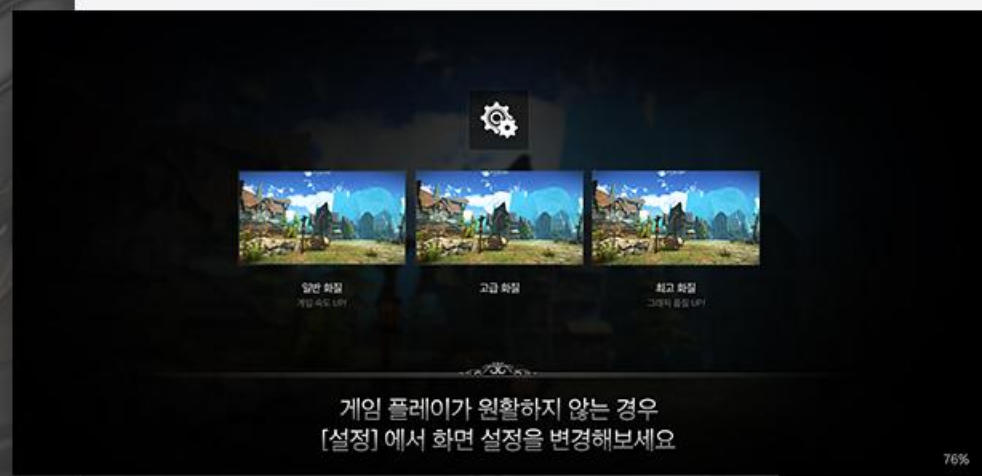 일반 화질
게임 속도 UP!
고급 화질
최고 화질
그래픽 품질 UP!
게임 플레이가 원활하지 않는 경우
[설정] 에서 화면 설정을 변경해보세요
76%